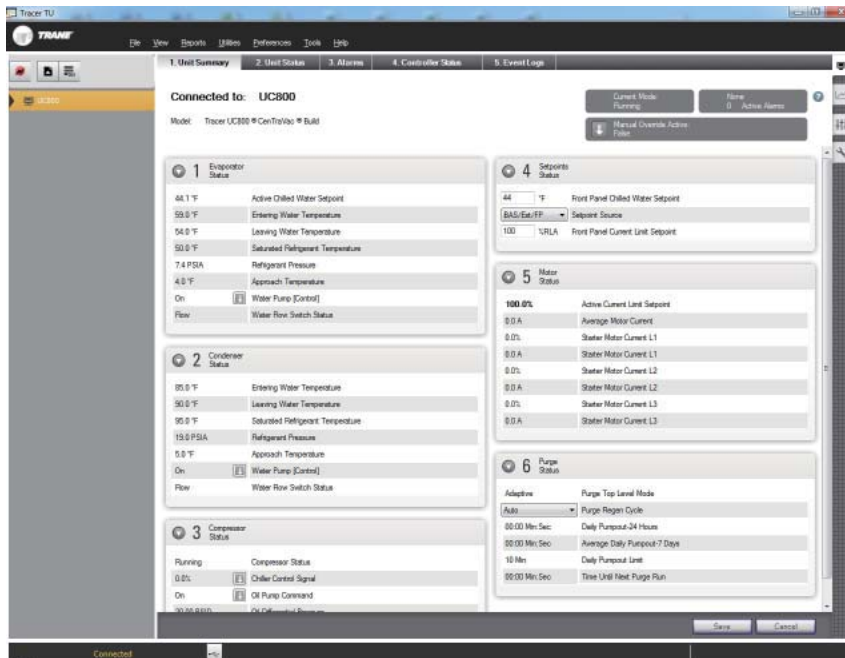 Tracer TU
TRANE
File View Reports Utilities Preferences Tools Help
1. Unit Summary 2. Unit Status 3. Alarms 4. Controller Status 5. Event Logs
UC800
Connected to: UC800
Model: Tracer UC800 ® CenTraVac ® Build
Current Mode:
Running
None
0 Active Alarms
Manual Override Active:
False
1 Evaporator Status
44.1 °F Active Chilled Water Setpoint
59.0 °F Entering Water Temperature
54.0 °F Leaving Water Temperature
50.0 °F Saturated Refrigerant Temperature
7.4 PSIA Refrigerant Pressure
4.0 °F Approach Temperature
On Water Pump [Control]
Flow Water Flow Switch Status
2 Condenser Status
85.0 °F Entering Water Temperature
90.0 °F Leaving Water Temperature
95.0 °F Saturated Refrigerant Temperature
19.0 PSIA Refrigerant Pressure
5.0 °F Approach Temperature
On Water Pump [Control]
Flow Water Flow Switch Status
3 Compressor Status
Running Compressor Status
0.0% Chiller Control Signal
On Oil Pump Command
Oil Differential Pressure
4 Setpoints Status
44 °F Front Panel Chilled Water Setpoint
BAS/Ext/FP Setpoint Source
100 %RLA Front Panel Current Limit Setpoint
5 Motor Status
100.0% Active Current Limit Setpoint
0.0 A Average Motor Current
0.0% Starter Motor Current L1
0.0 A Starter Motor Current L1
0.0% Starter Motor Current L2
0.0 A Starter Motor Current L2
0.0% Starter Motor Current L3
0.0 A Starter Motor Current L3
6 Purge Status
Adaptive Purge Top Level Mode
Auto Purge Regen Cycle
00:00 Min:Sec Daily Pumpout-24 Hours
00:00 Min:Sec Average Daily Pumpout-7 Days
10 Min Daily Pumpout Limit
00:00 Min:Sec Time Until Next Purge Run
Save Cancel
Connected